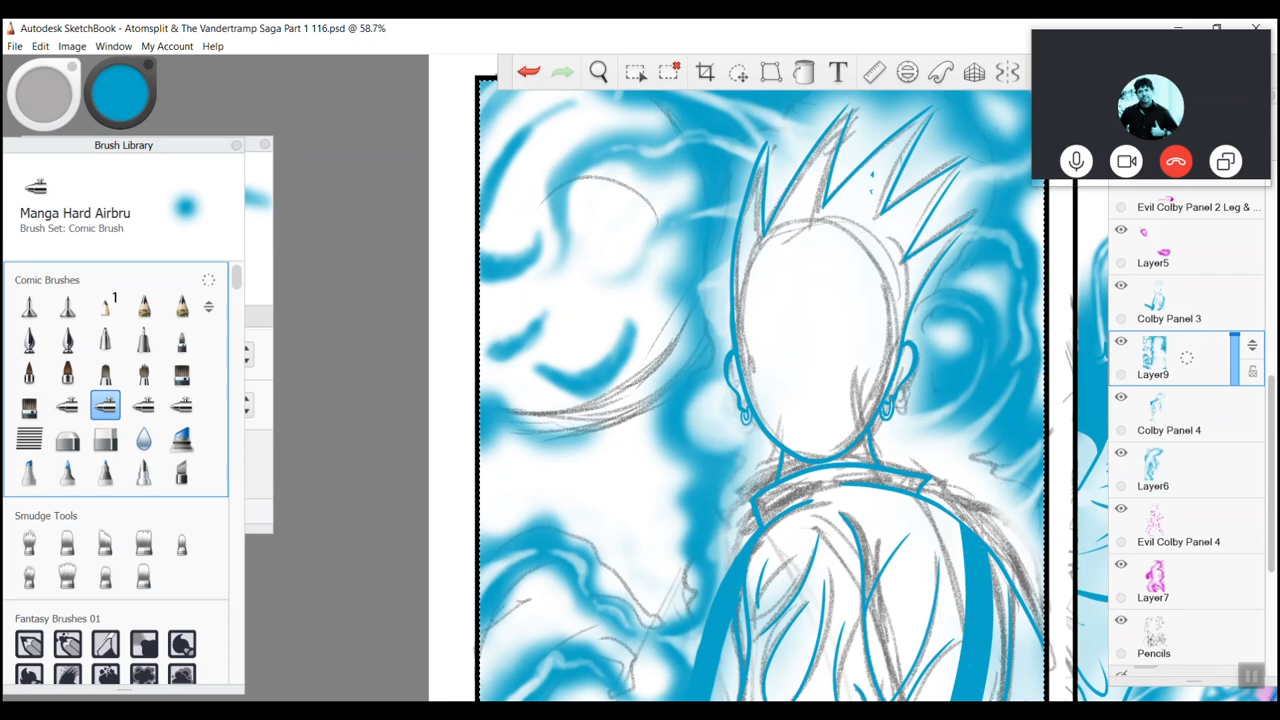 Autodesk SketchBook - Atomsplit & The Vandertramp Saga Part 1 116.psd @ 58.7%
File Edit Image Window My Account Help
Brush Library
Manga Hard Airbru
Brush Set: Comic Brush
Comic Brushes
1
Smudge Tools
Fantasy Brushes 01
T
Evil Colby Panel 2 Leg & ...
Layer5
Colby Panel 3
Layer9
Colby Panel 4
Layer6
Evil Colby Panel 4
Layer7
Pencils